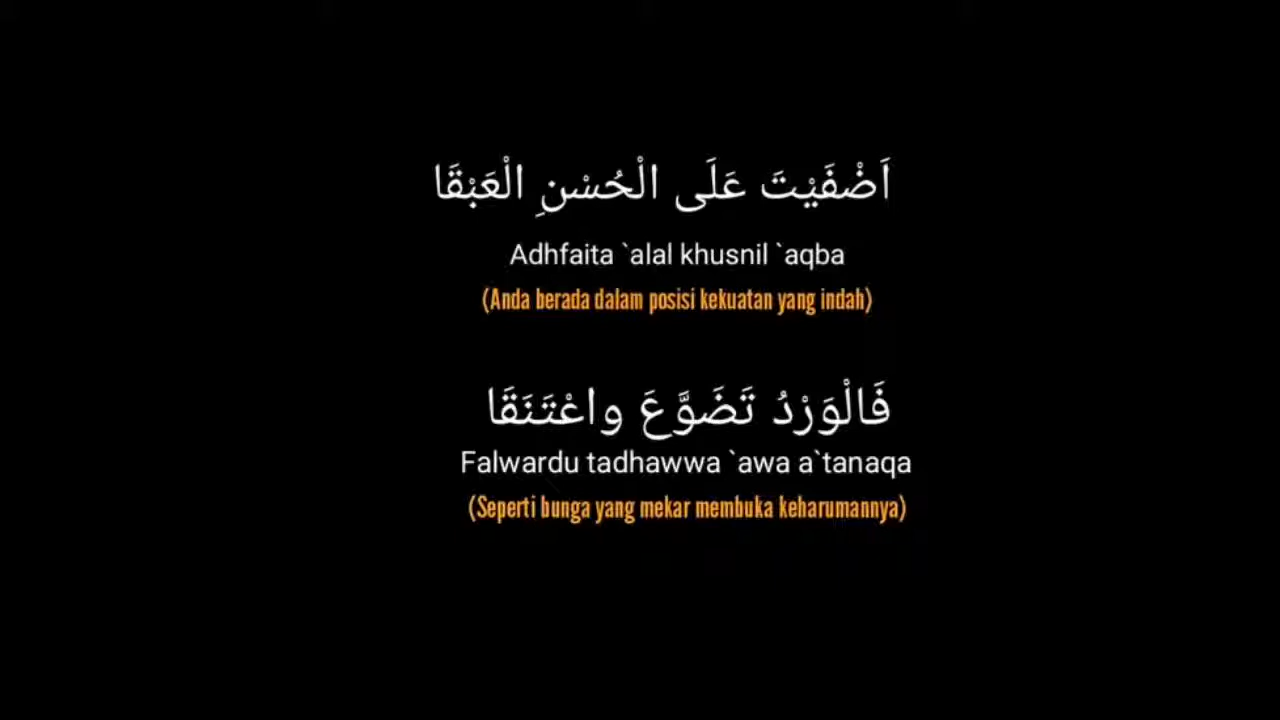 اَضْفَيْتَ عَلَى الْحُسْنِ الْعَبْقَا
Adhfaita `alal khusnil `aqba
(Anda berada dalam posisi kekuatan yang indah)
فَالْوَرْدُ تَضَوَّعَ واعْتَنَقَا
Falwardu tadhawwa `awa a`tanaqa
(Seperti bunga yang mekar membuka keharumannya)